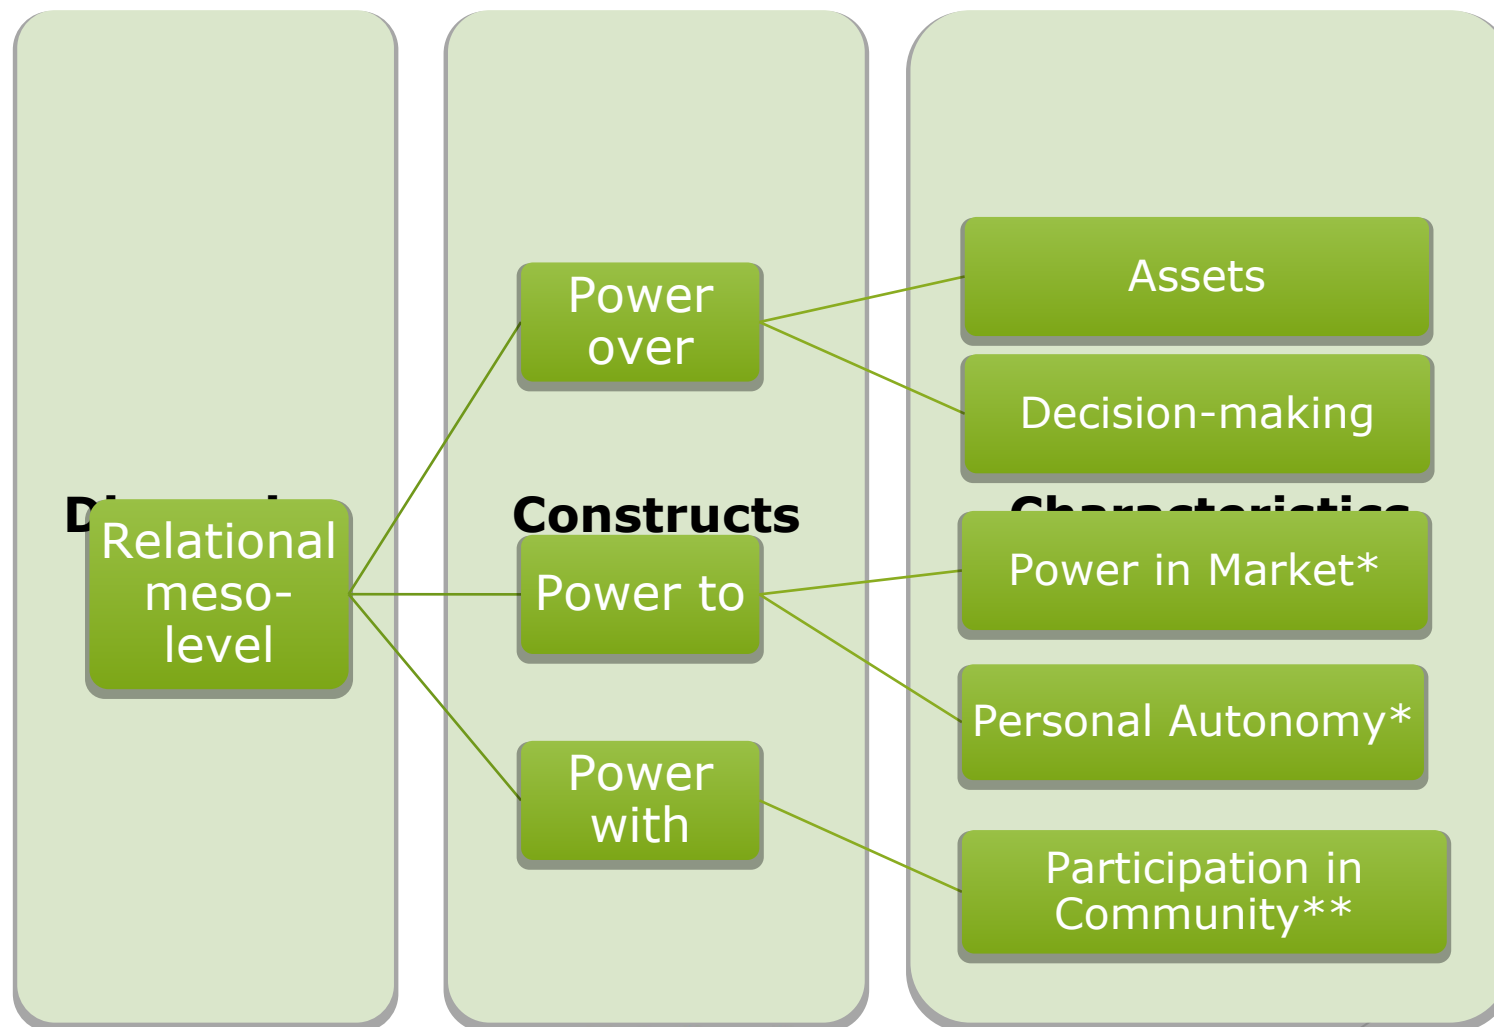 Relational
meso-
level
Constructs
Power
over
Power to
Power
with
Characteristics
Assets
Decision-making
Power in Market*
Personal Autonomy*
Participation in
Community**